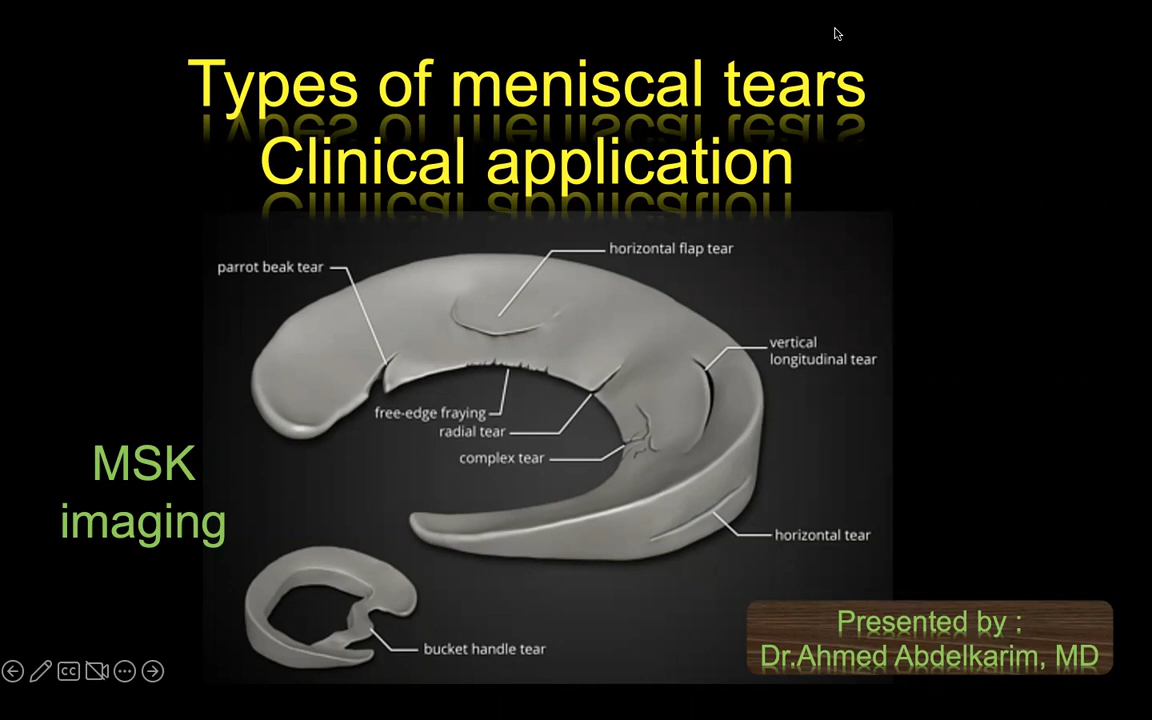 Types of meniscal tears
Clinical application
parrot beak tear
horizontal flap tear
vertical
longitudinal tear
free-edge fraying
radial tear
complex tear
horizontal tear
bucket handle tear
MSK
imaging
Presented by :
Dr.Ahmed Abdelkarim, MD
CC